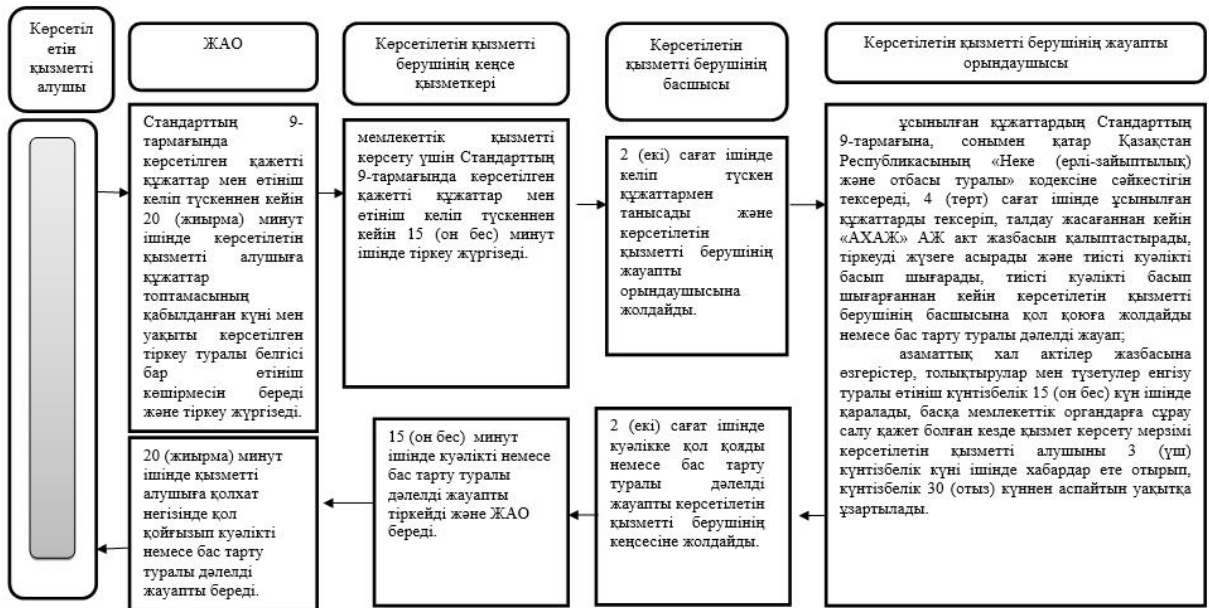 Көрсетіл
етін
қызметті
алушы
ЖАО
Көрсетілетін қызметті
берушінің кеңсе
қызметкері
Көрсетілетін
қызметті берушінің
басшысы
Көрсетілетін қызметті берушінің жауапты
орындаушысы
Стандарттың 9-
тармағында
көрсетілген қажетті
құжаттар мен өтініш
келіп түскеннен кейін
20 (жиырма) минут
ішінде көрсетілетін
қызметті алушыға
құжаттар
топтамасының
қабылданған күні мен
уақыты көрсетілген
тіркеу туралы белгісі
бар өтініш
көшірмесін береді
және тіркеу жүргізеді.
мемлекеттік қызметті
көрсету үшін Стандарттың
9-тармағында көрсетілген
қажетті құжаттар мен
өтініш келіп түскеннен
кейін 15 (он бес) минут
ішінде тіркеу жүргізеді.
2 (екі) сағат ішінде
келіп түскен
құжаттармен
танысады және
көрсетілетін
қызметті берушінің
жауапты
орындаушысына
жолдайды.
ұсынылған құжаттардың Стандарттың
9-тармағына, сонымен қатар Қазақстан
Республикасының «Неке (ерлі-зайыптылық)
және отбасы туралы» кодексіне сәйкестігін
тексереді, 4 (төрт) сағат ішінде ұсынылған
құжаттарды тексеріп, талдау жасағаннан кейін
«АХАЖ» АЖ акт жазбасын қалыптастырады,
тіркеуді жүзеге асырады және тиісті куәлікті
басып шығарады, тиісті куәлікті басып
шығарғаннан кейін көрсетілетін қызметті
берушінің басшысына қол қоюға жолдайды
немесе бас тарту туралы дәлелді жауап;
азаматтық хал актілер жазбасына
өзгерістер, толықтырулар мен түзетулер енгізу
туралы өтініш күнтізбелік 15 (он бес) күн ішінде
қаралады, басқа мемлекеттік органдарға сұрау
салу қажет болған кезде қызмет көрсету мерзімі
көрсетілетін қызметті алушыны 3 (үш)
күнтізбелік күні ішінде хабардар ете отырып,
күнтізбелік 30 (отыз) күннен аспайтын уақытқа
ұзартылады.
20 (жиырма) минут
ішінде қызметті
алушыға қолхат
негізінде қол
қойғызып куәлікті
немесе бас тарту
туралы дәлелді
жауапты береді.
15 (он бес) минут
ішінде куәлікті немесе
бас тарту туралы
дәлелді жауапты
тіркейді және ЖАО
береді.
2 (екі) сағат ішінде
куәлікке қол қояды
немесе бас тарту
туралы дәлелді
жауапты көрсетілетін
қызметті берушінің
кеңсесіне жолдайды.